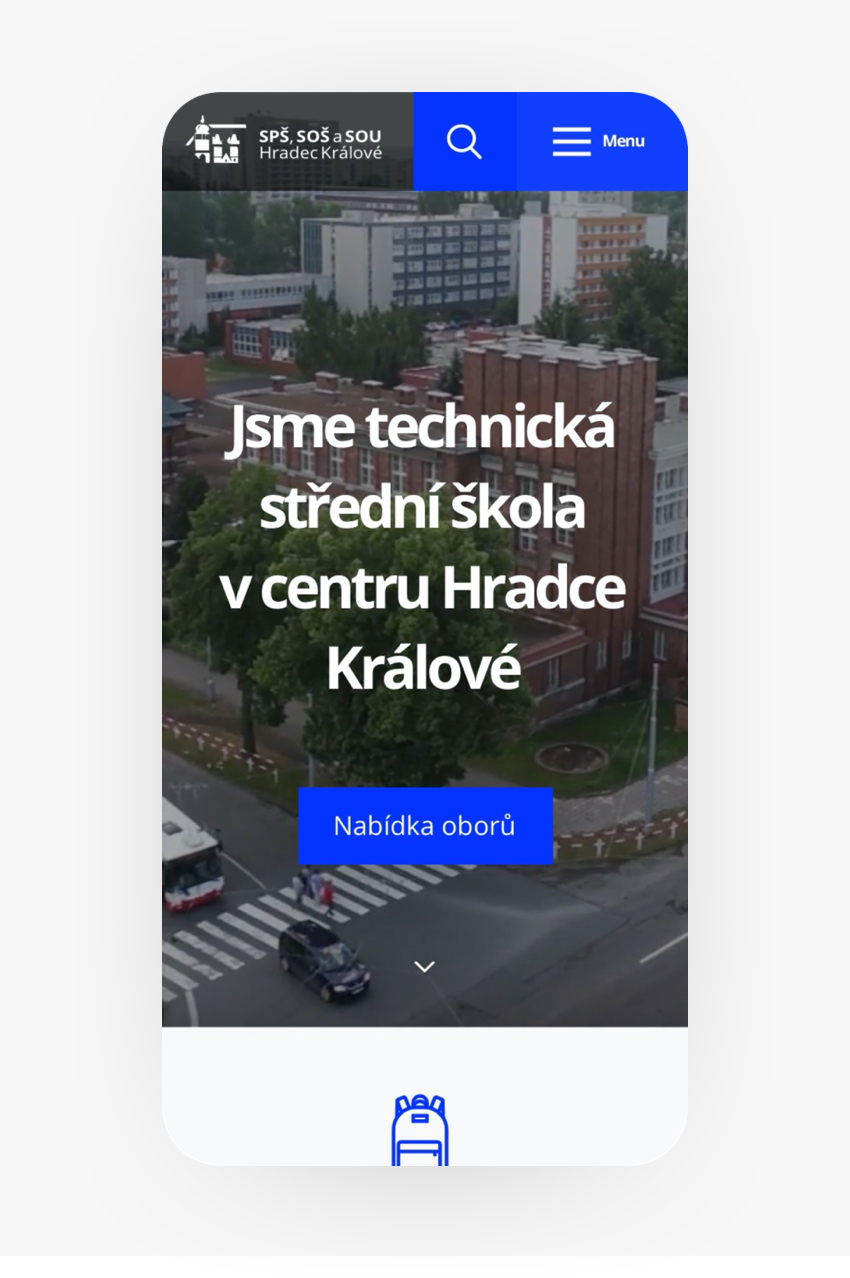 SPŠ, SOŠ a SOU
Hradec Králové
Menu
Jsme technická
střední škola
v centru Hradce
Králové
Nabídka oborů